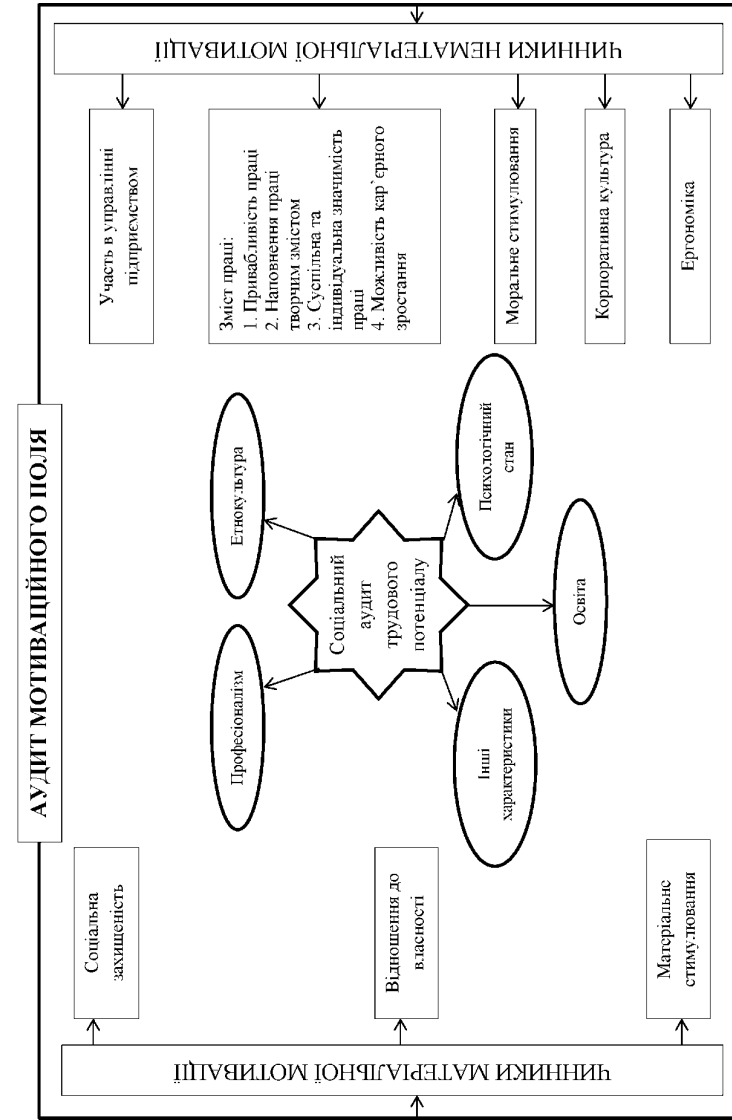 АУДИТ МОТИВАЦІЙНОГО ПОЛЯ
ЧИННИКИ МАТЕРІАЛЬНОЇ МОТИВАЦІЇ
Соціальна
захищеність
Відношення до
власності
Матеріальне
стимулювання
Професіоналізм
Етнокультура
Соціальний
аудит
трудового
потенціалу
Інші
характеристики
Освіта
Психологічний
стан
ЧИННИКИ НЕМАТЕРІАЛЬНОЇ МОТИВАЦІЇ
Участь в управлінні
підприємством
Зміст праці:
1. Привабливість праці
2. Наповнення праці
творчим змістом
3. Суспільна та
індивідуальна значимість
праці
4. Можливість кар`єрного
зростання
Моральне стимулювання
Корпоративна культура
Ергономіка